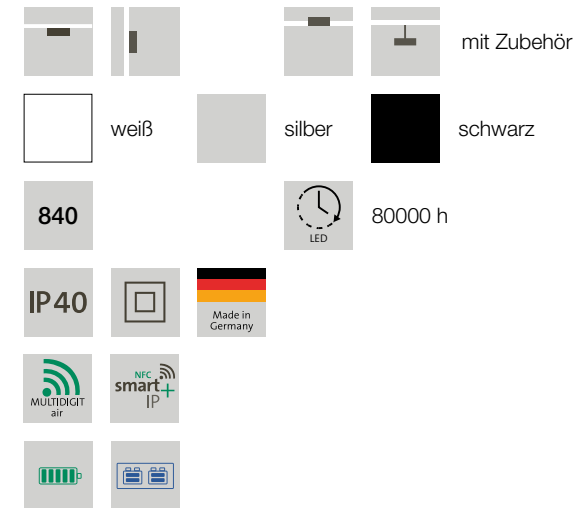 mit Zubehör
weiß
silber
schwarz
840
LED
80000 h
IP40
Made in
Germany
MULTIDIGIT
air
NFC
smart+
IP